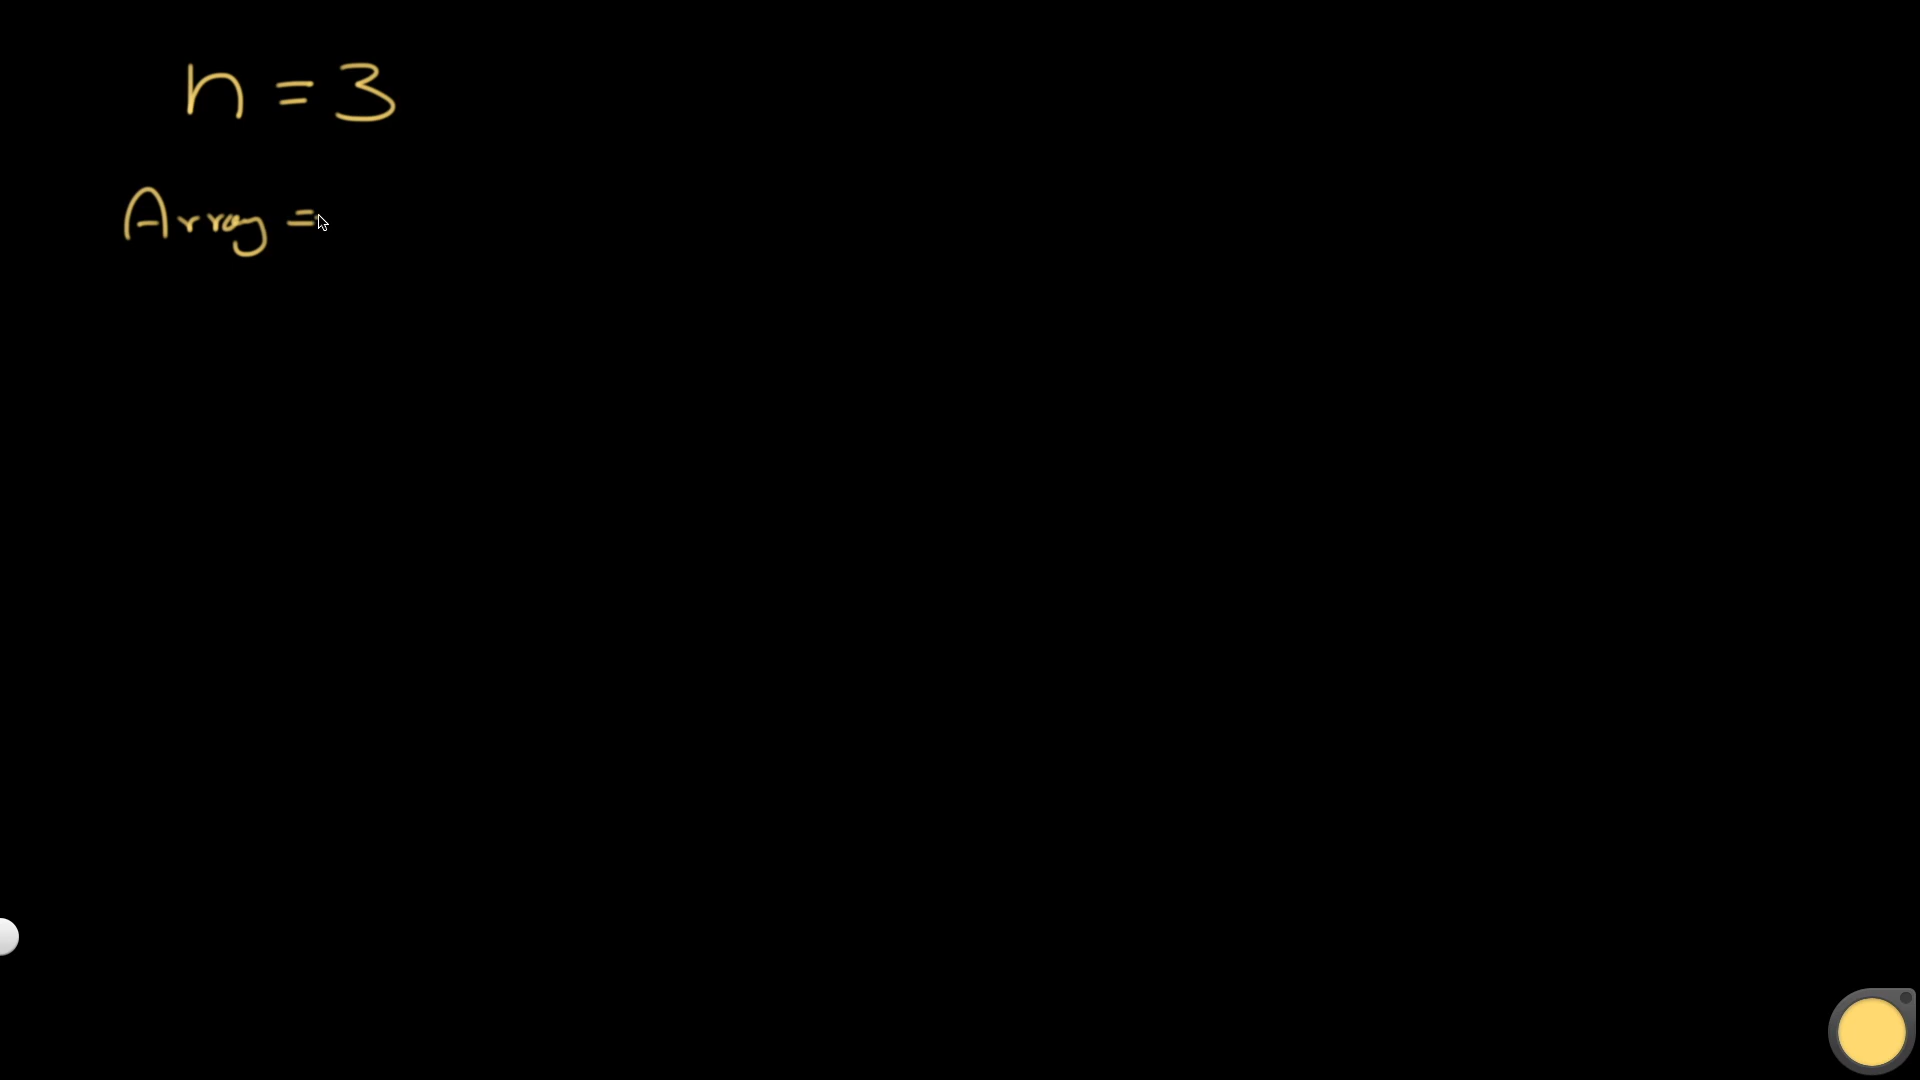 n = 3
Array =